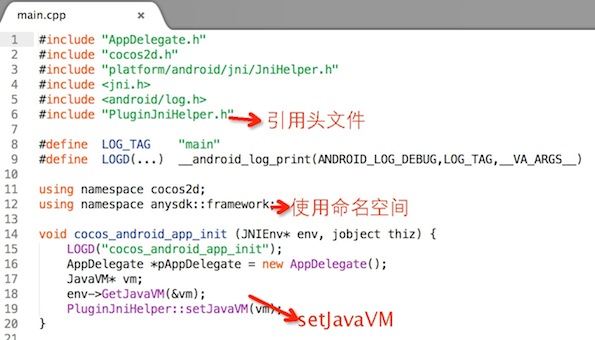 main.cpp ×
1 #include "AppDelegate.h"
2 #include "cocos2d.h"
3 #include "platform/android/jni/JniHelper.h"
4 #include <jni.h>
5 #include <android/log.h>
6 #include "PluginJniHelper.h" 引用头文件
7
8 #define LOG_TAG "main"
9 #define LOGD(...) __android_log_print(ANDROID_LOG_DEBUG,LOG_TAG,__VA_ARGS__)
10
11 using namespace cocos2d;
12 using namespace anysdk::framework; 使用命名空间
13
14 void cocos_android_app_init (JNIEnv* env, jobject thiz) {
15 LOGD("cocos_android_app_init");
16 AppDelegate *pAppDelegate = new AppDelegate();
17 JavaVM* vm;
18 env->GetJavaVM(&vm);
19 PluginJniHelper::setJavaVM(vm); setJavaVM
20 }
21